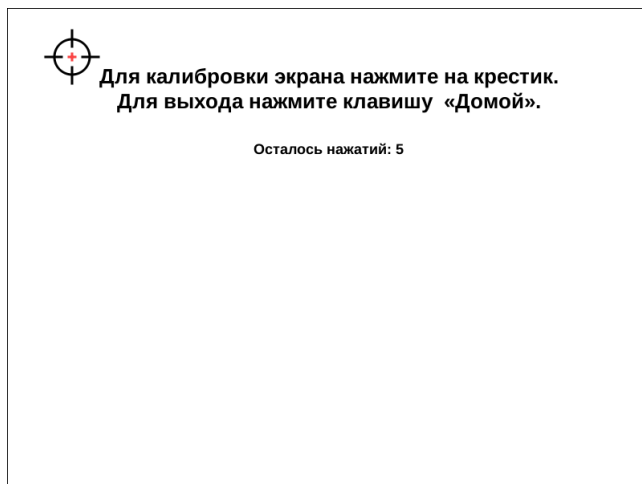 Для калибровки экрана нажмите на крестик.
Для выхода нажмите клавишу «Домой».
Осталось нажатий: 5